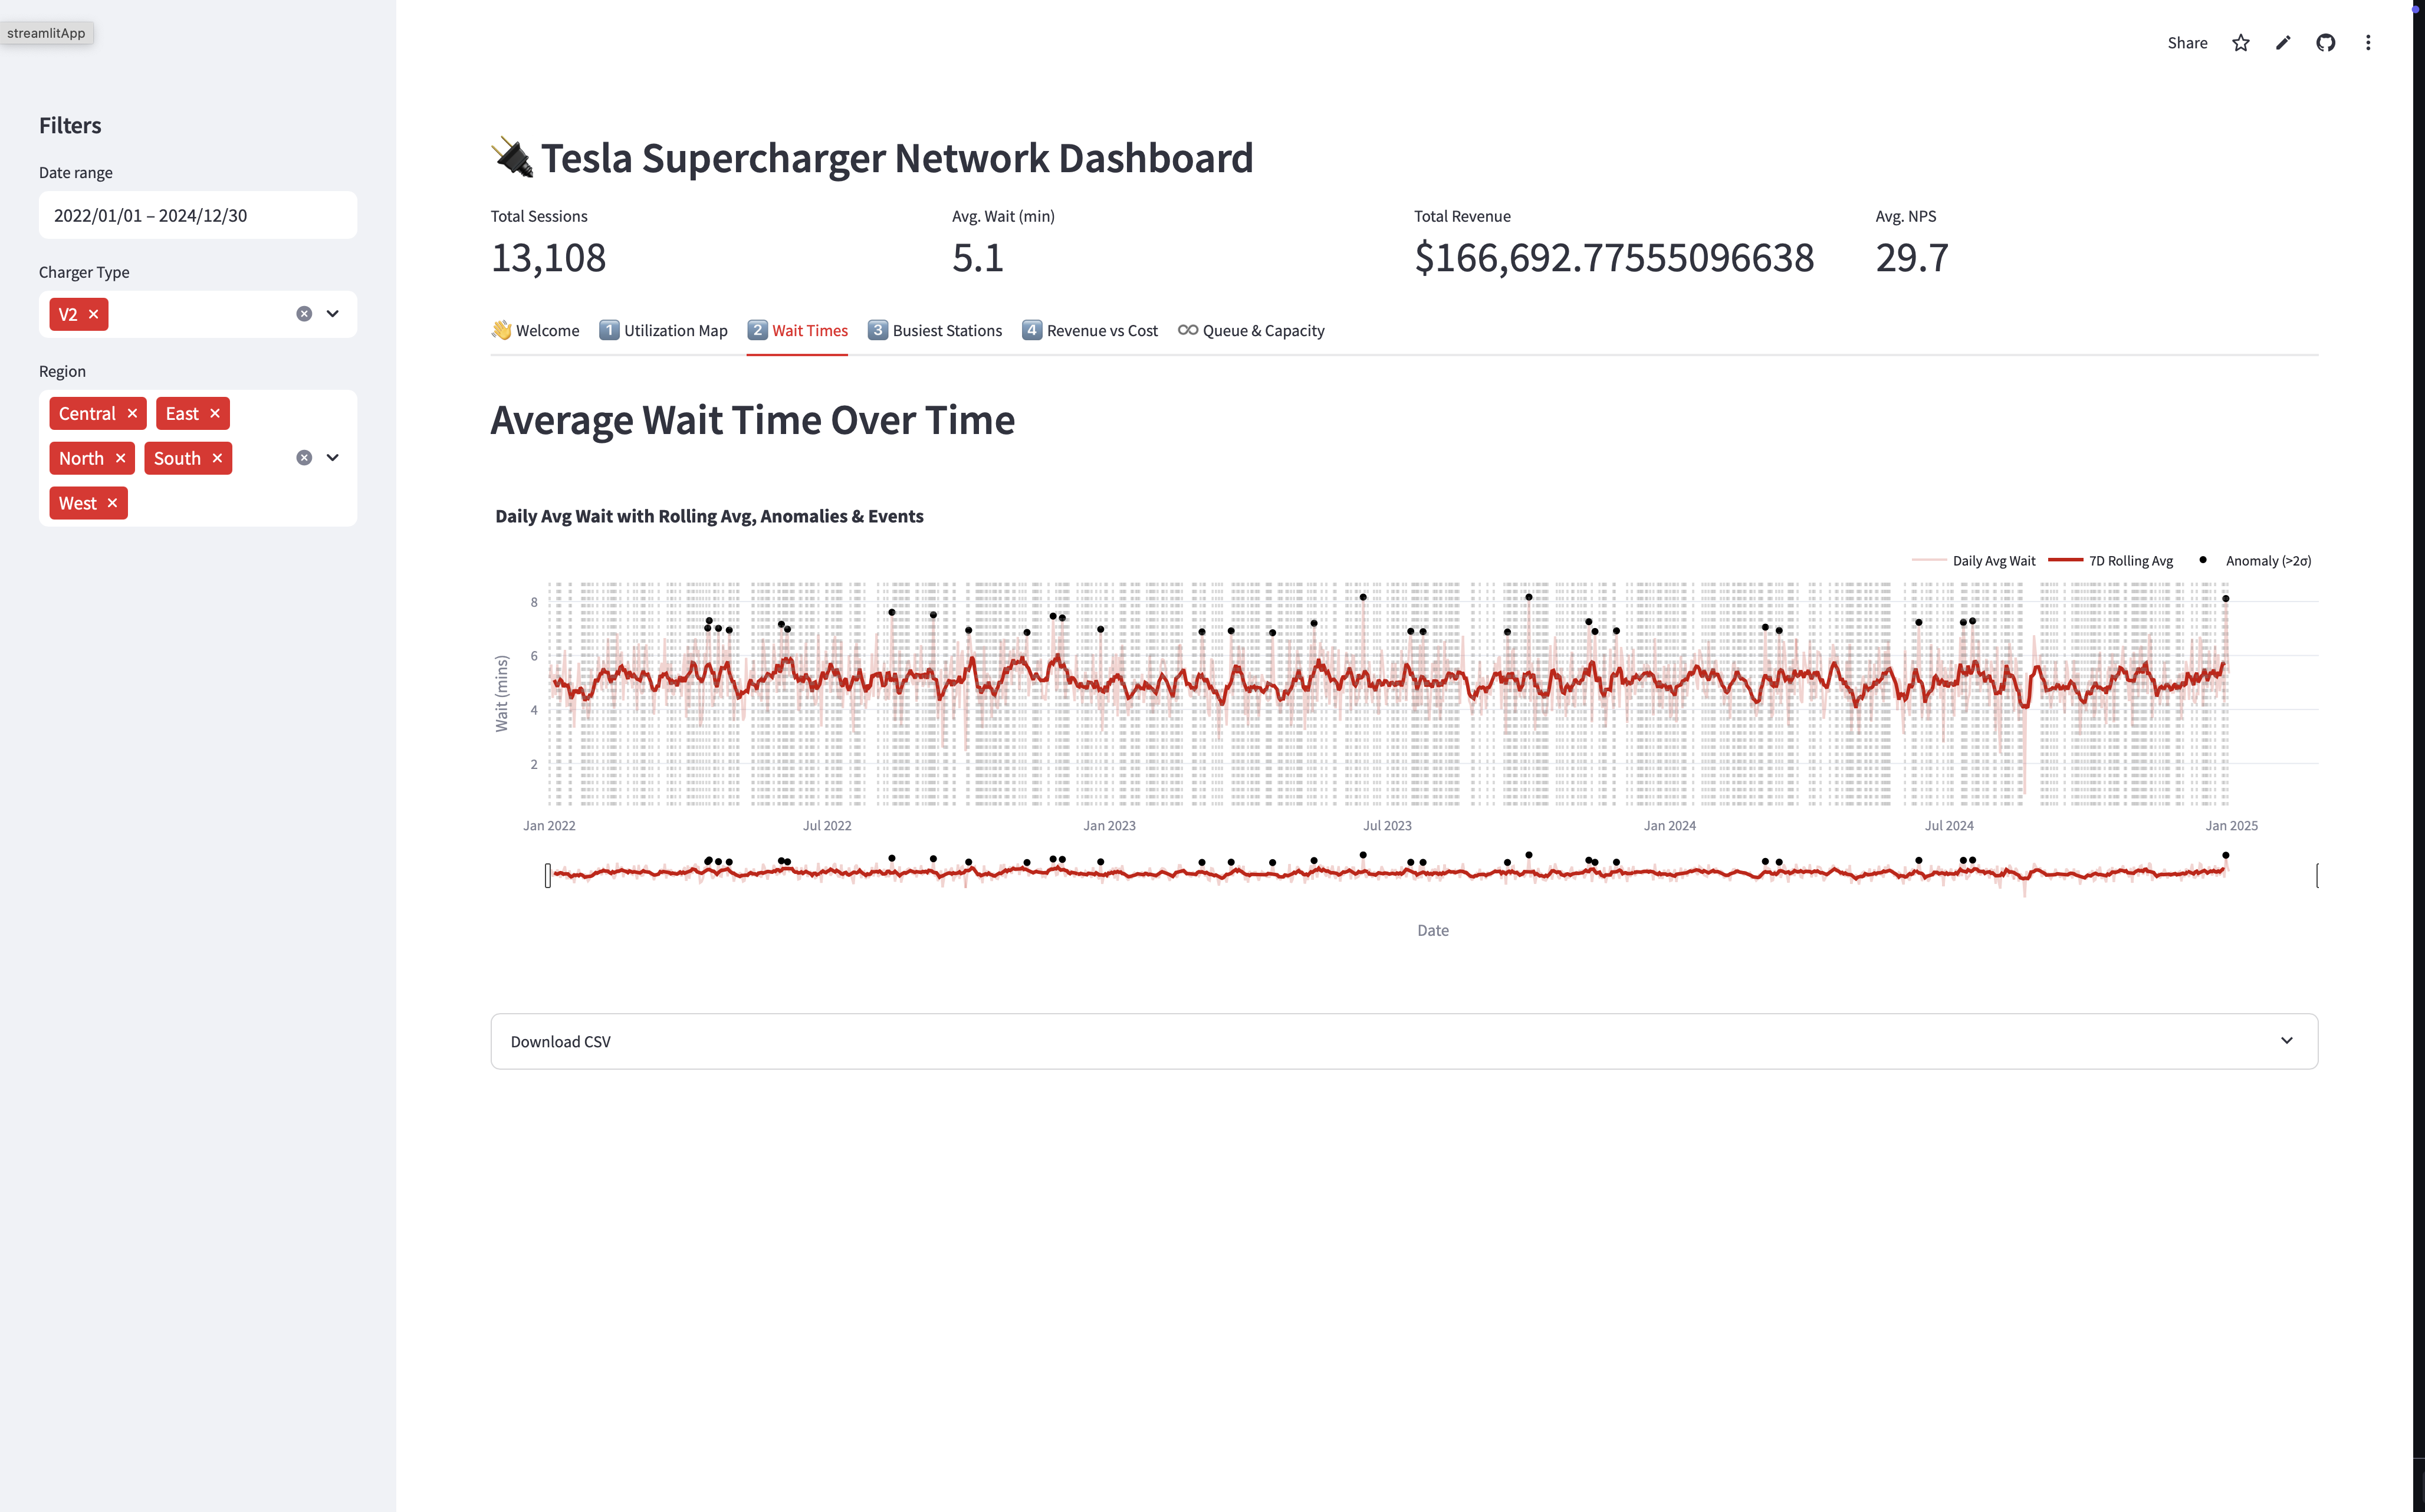 streamlitApp
Share
Filters
Date range
2022/01/01 – 2024/12/30
Charger Type
V2
Region
Central East
North South
West
Tesla Supercharger Network Dashboard
Total Sessions Avg. Wait (min) Total Revenue Avg. NPS
13,108 5.1 $166,692.77555096638 29.7
Welcome 1 Utilization Map 2 Wait Times 3 Busiest Stations 4 Revenue vs Cost Queue & Capacity
Average Wait Time Over Time
Daily Avg Wait with Rolling Avg, Anomalies & Events
Daily Avg Wait 7D Rolling Avg Anomaly (>2σ)
Wait (mins)
8
6
4
2
Jan 2022 Jul 2022 Jan 2023 Jul 2023 Jan 2024 Jul 2024 Jan 2025
Date
Download CSV